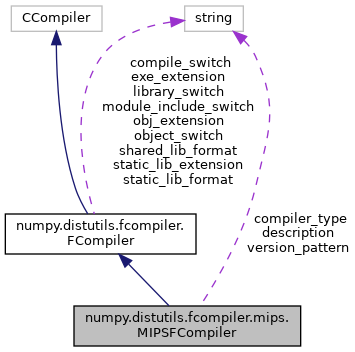 CCompiler
string
compile_switch
exe_extension
library_switch
module_include_switch
obj_extension
object_switch
shared_lib_format
static_lib_extension
static_lib_format
numpy.distutils.fcompiler.
FCompiler
compiler_type
description
version_pattern
numpy.distutils.fcompiler.mips.
MIPSFCompiler